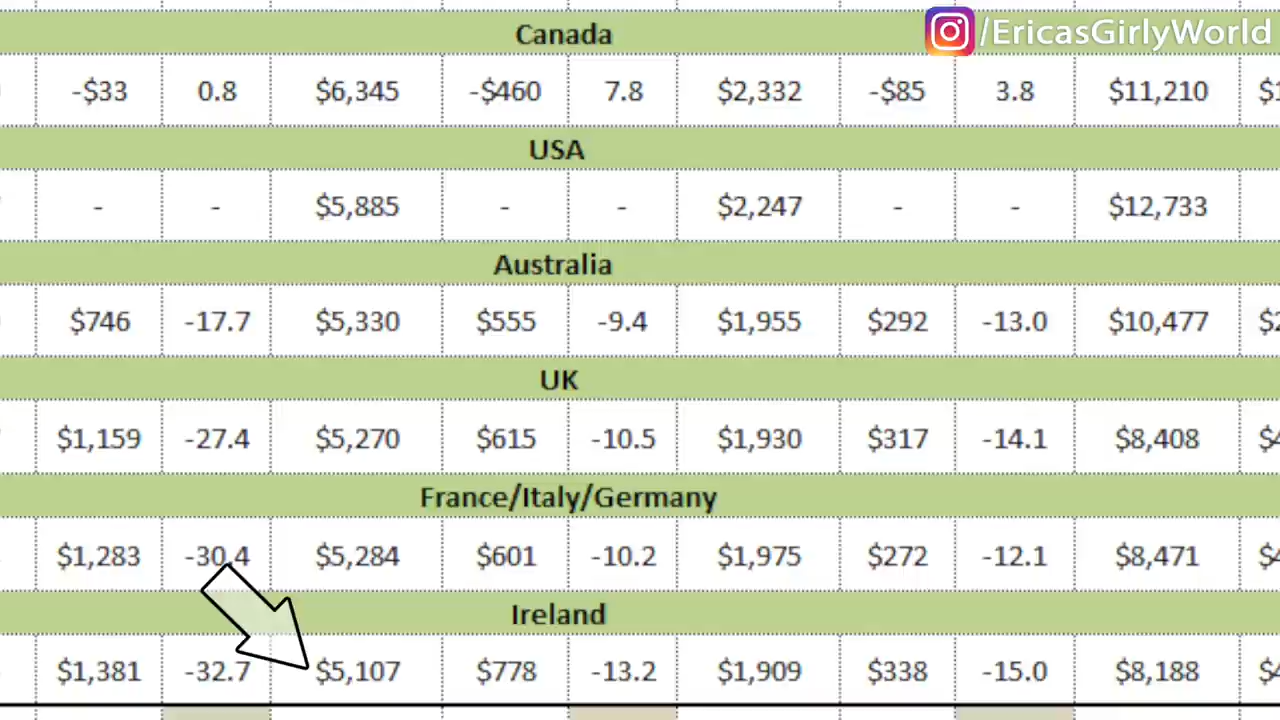 Canada
/EricasGirlyWorld
-$33 0.8 $6,345 -$460 7.8 $2,332 -$85 3.8 $11,210
USA
- - $5,885 - - $2,247 - - $12,733
Australia
$746 -17.7 $5,330 $555 -9.4 $1,955 $292 -13.0 $10,477
UK
$1,159 -27.4 $5,270 $615 -10.5 $1,930 $317 -14.1 $8,408
France/Italy/Germany
$1,283 -30.4 $5,284 $601 -10.2 $1,975 $272 -12.1 $8,471
Ireland
$1,381 -32.7 $5,107 $778 -13.2 $1,909 $338 -15.0 $8,188